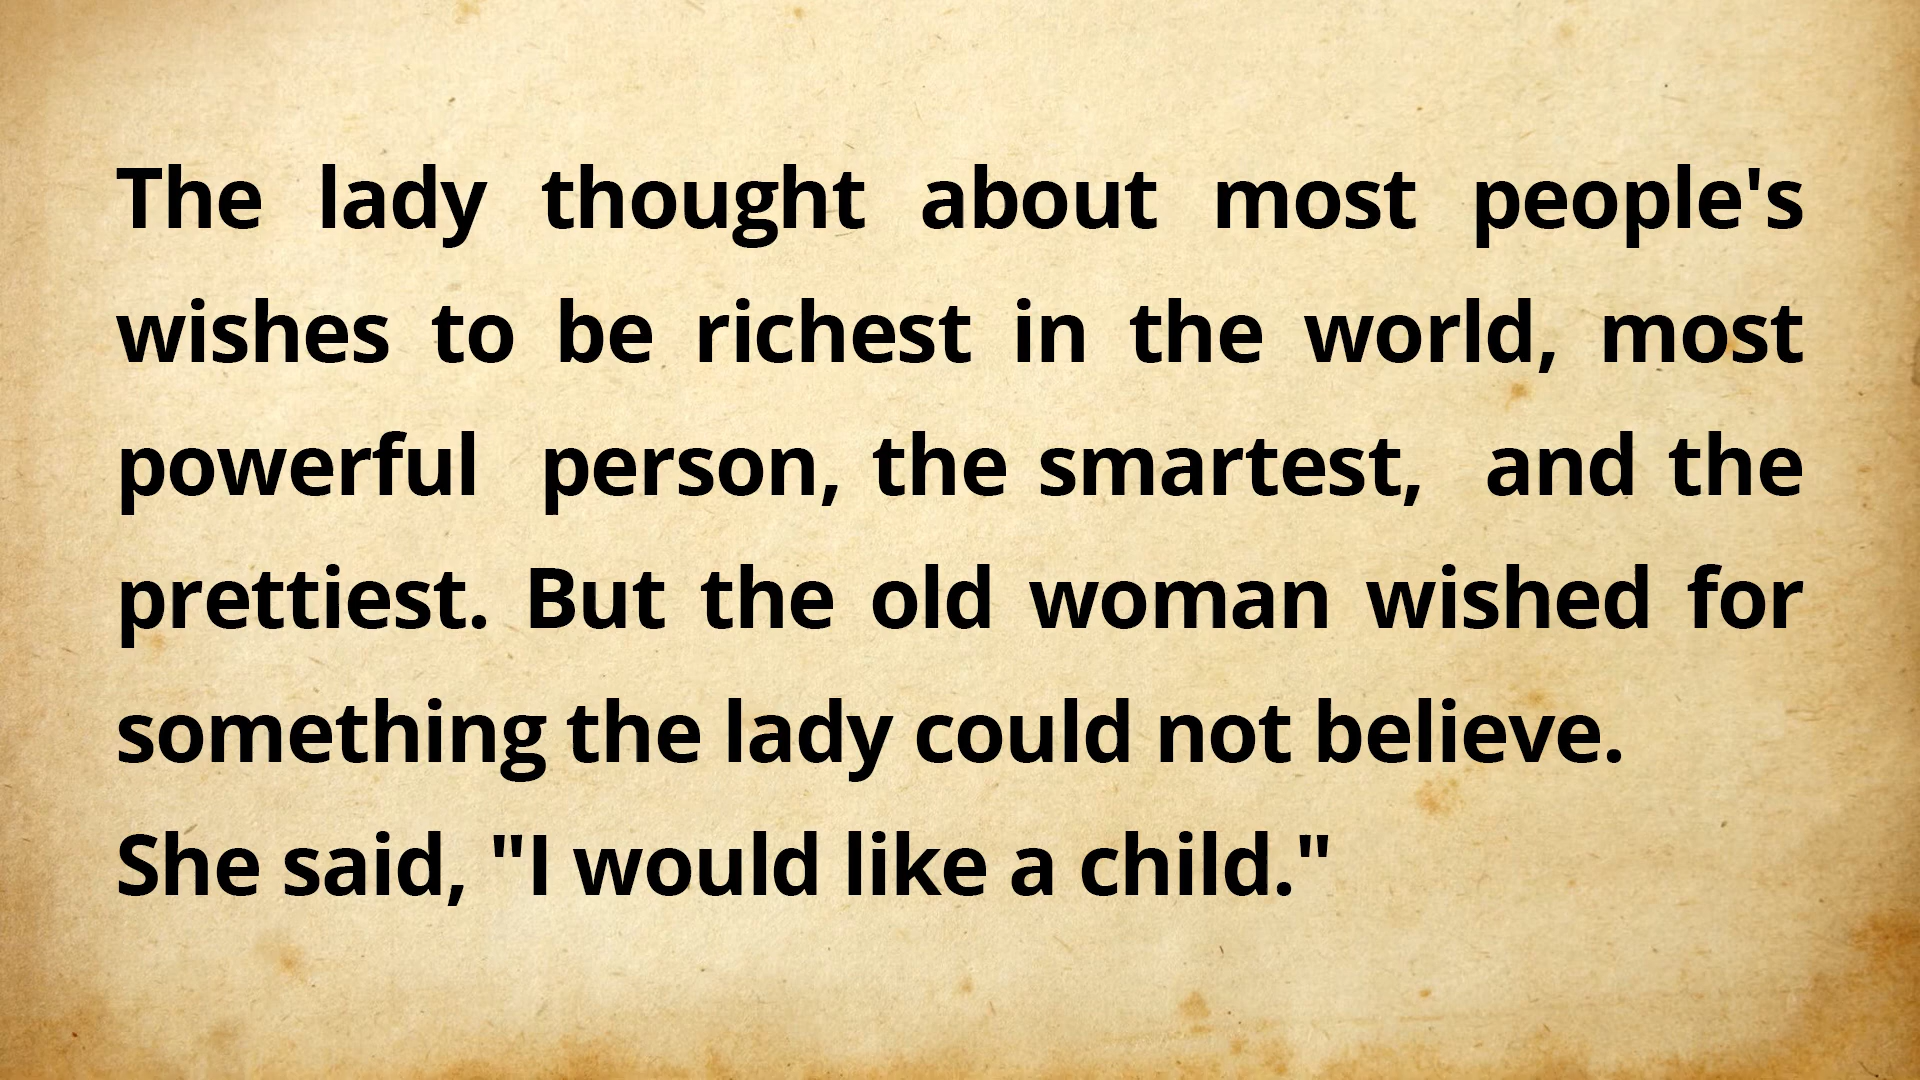 The lady thought about most people's
wishes to be richest in the world, most
powerful person, the smartest, and the
prettiest. But the old woman wished for
something the lady could not believe.
She said, "I would like a child."